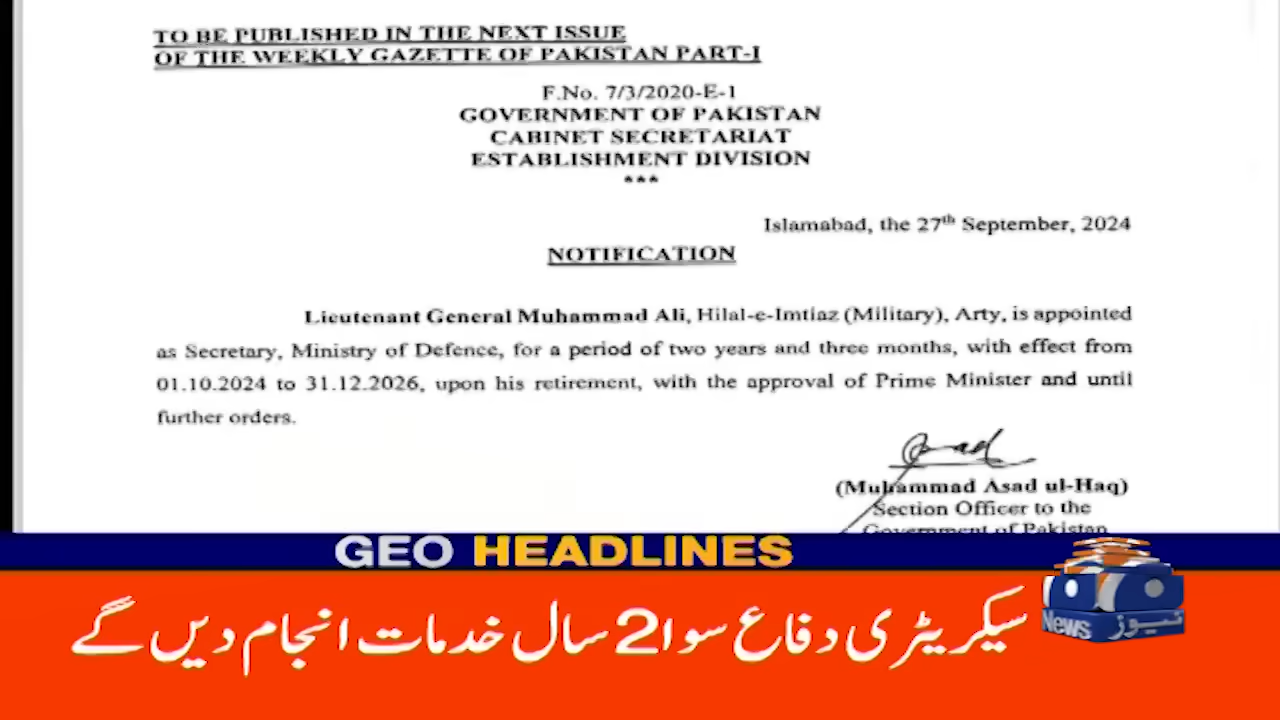 TO BE PUBLISHED IN THE NEXT ISSUE
OF THE WEEKLY GAZETTE OF PAKISTAN PART-I
F.No. 7/3/2020-E-1
GOVERNMENT OF PAKISTAN
CABINET SECRETARIAT
ESTABLISHMENT DIVISION
***
Islamabad, the 27th September, 2024
NOTIFICATION
Lieutenant General Muhammad Ali, Hilal-e-Imtiaz (Military), Arty, is appointed
as Secretary, Ministry of Defence, for a period of two years and three months, with effect from
01.10.2024 to 31.12.2026, upon his retirement, with the approval of Prime Minister and until
further orders.
(Muhammad Asad ul-Haq)
Section Officer to the
Government of Pakistan
GEO HEADLINES
سیکریٹری دفاع سوا2 سال خدمات انجام دیں گے
News نیوز